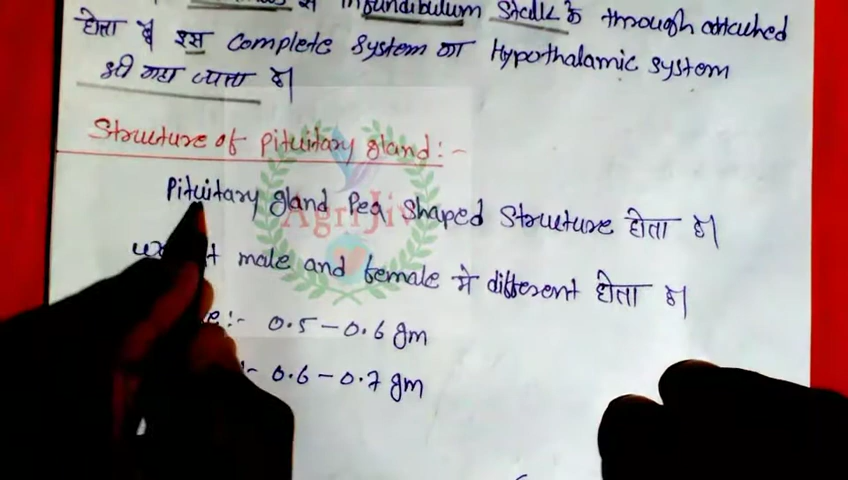 से Infundibulum Stalk के through attached
होता है इस Complete System का Hypothalamic System
भी कहा जाता है।
Structure of Pituitary gland:-
Pituitary gland Pea Shaped Structure होता है।
male and female मे different होता है।
:- 0.5-0.6 gm
:- 0.6-0.7 gm
AgriJiv